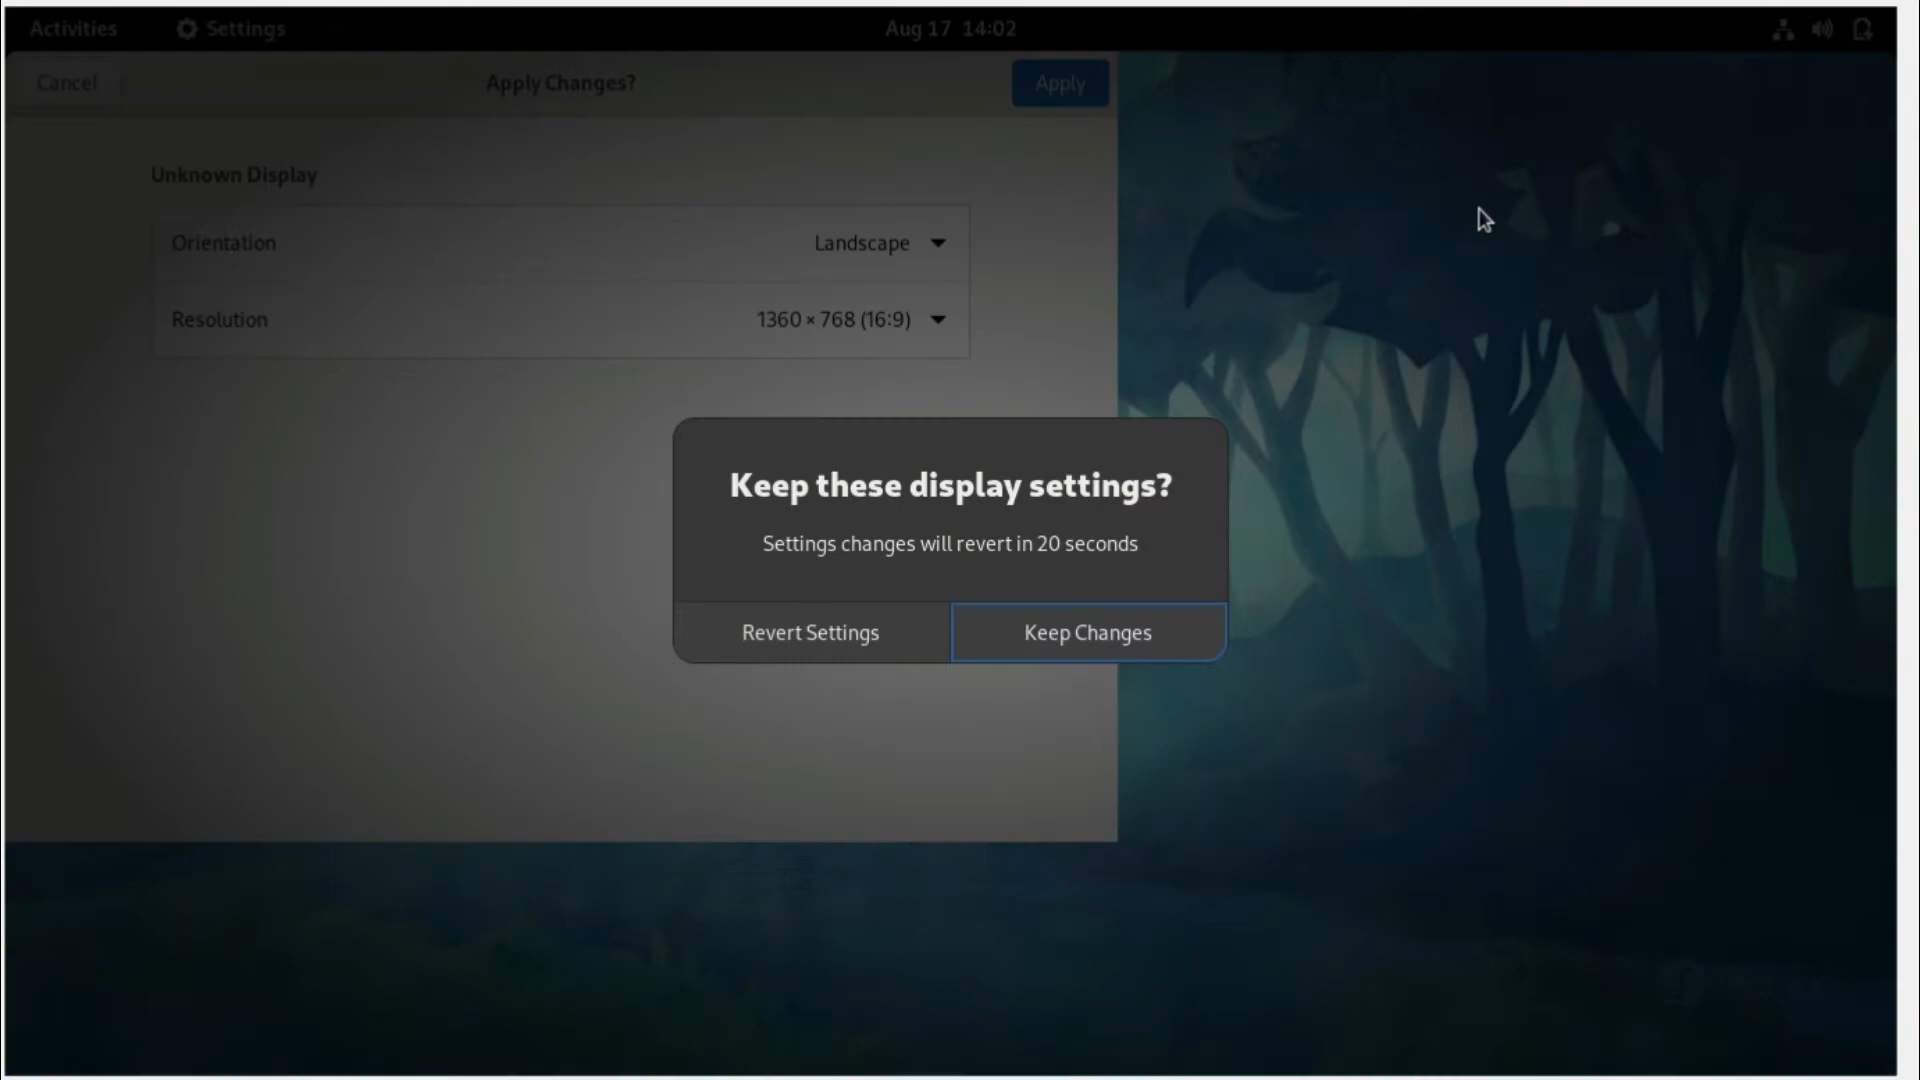 Activities Settings Aug 17 14:02
Cancel Apply Changes? Apply
Unknown Display
Orientation Landscape
Resolution 1360 × 768 (16:9)
Keep these display settings?
Settings changes will revert in 20 seconds
Revert Settings Keep Changes